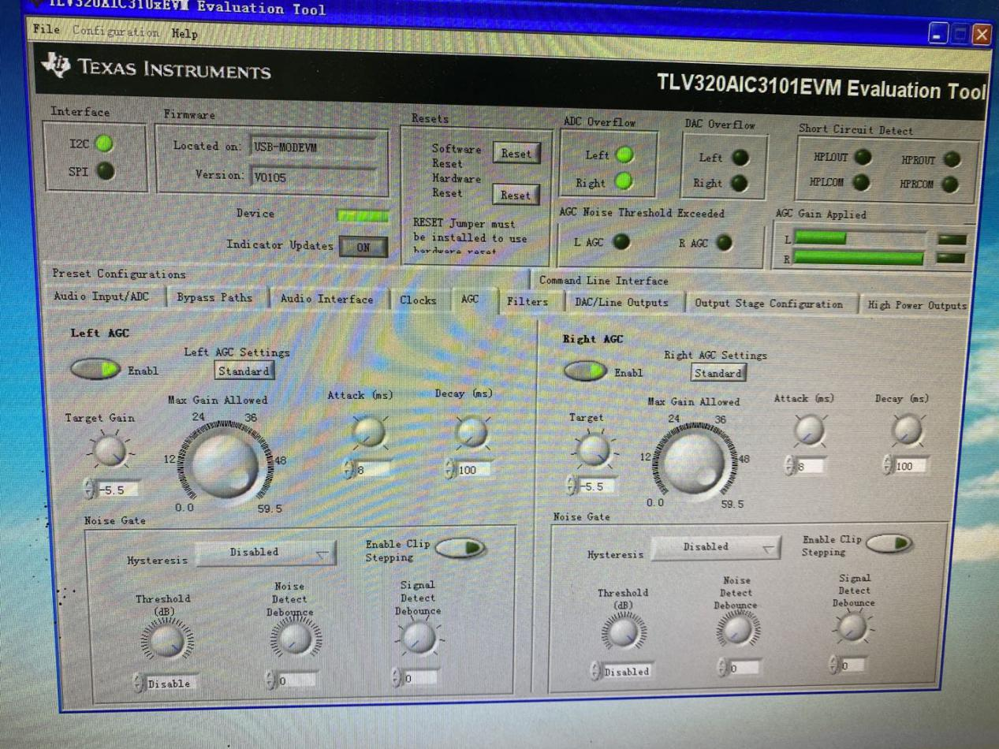 TLV320AIC310xEVM Evaluation Tool
File Configuration Help
TEXAS INSTRUMENTS
TLV320AIC3101EVM Evaluation Tool
Interface
I2C
SPI
Firmware
Located on: USB-MODEVM
Version: V0105
Device
Indicator Updates ON
Resets
Software Reset Reset
Hardware Reset Reset
RESET Jumper must
be installed to use
hardware reset
ADC Overflow
Left
Right
DAC Overflow
Left
Right
Short Circuit Detect
HPLOUT HPROUT
HPLCOM HPRCOM
AGC Noise Threshold Exceeded
L AGC R AGC
AGC Gain Applied
L
R
Preset Configurations Command Line Interface
Audio Input/ADC Bypass Paths Audio Interface Clocks AGC Filters DAC/Line Outputs Output Stage Configuration High Power Outputs
Left AGC
Enabl
Left AGC Settings
Standard
Target Gain
-5.5
Max Gain Allowed
24 36
12 48
0.0 59.5
Attack (ms)
8
Decay (ms)
100
Noise Gate
Hysteresis Disabled
Enable Clip
Stepping
Threshold
(dB)
Disable
Noise
Detect
Debounce
0
Signal
Detect
Debounce
0
Right AGC
Enabl
Right AGC Settings
Standard
Target
-5.5
Max Gain Allowed
24 36
12 48
0.0 59.5
Attack (ms)
8
Decay (ms)
100
Noise Gate
Hysteresis Disabled
Enable Clip
Stepping
Threshold
(dB)
Disabled
Noise
Detect
Debounce
0
Signal
Detect
Debounce
0